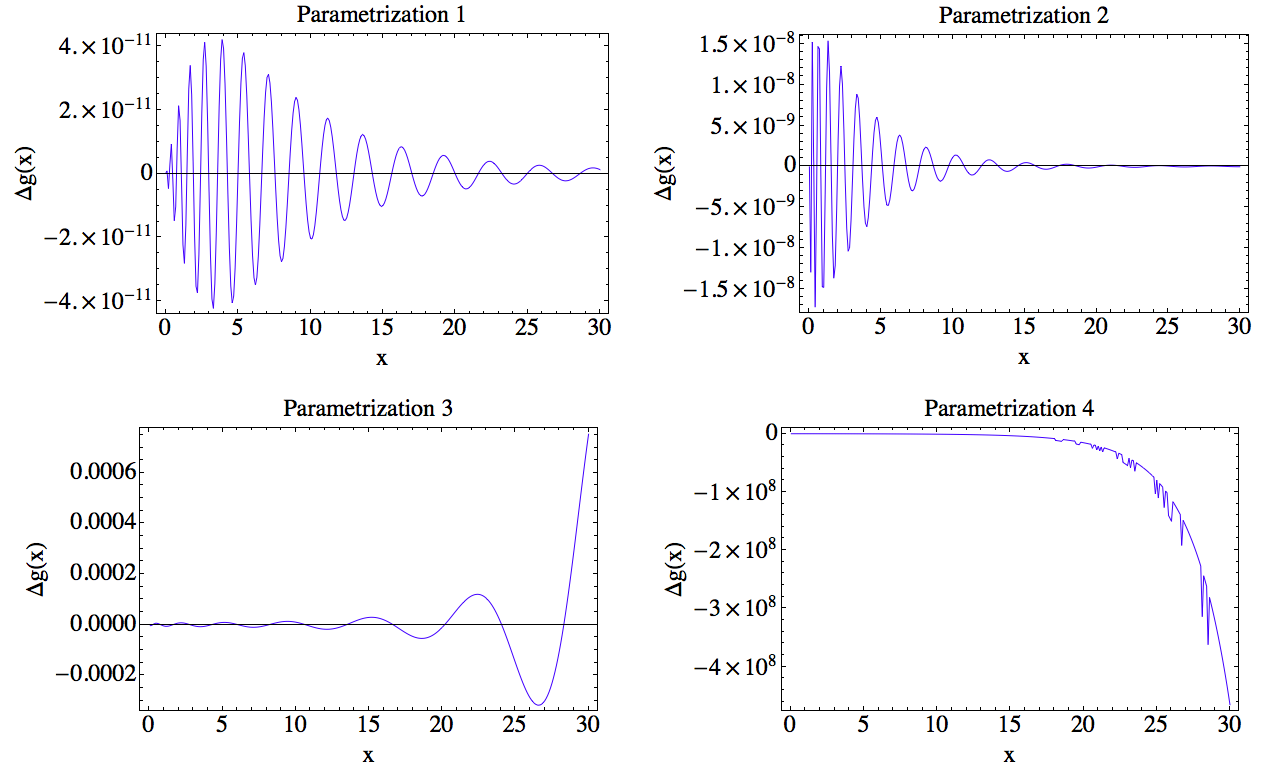 Parametrization 1
4.×10⁻¹¹
2.×10⁻¹¹
0
−2.×10⁻¹¹
−4.×10⁻¹¹
Δg(x)
0 5 10 15 20 25 30
x
Parametrization 2
1.5×10⁻⁸
1.×10⁻⁸
5.×10⁻⁹
0
−5.×10⁻⁹
−1.×10⁻⁸
−1.5×10⁻⁸
Δg(x)
0 5 10 15 20 25 30
x
Parametrization 3
0.0006
0.0004
0.0002
0.0000
−0.0002
Δg(x)
0 5 10 15 20 25 30
x
Parametrization 4
0
−1×10⁸
−2×10⁸
−3×10⁸
−4×10⁸
Δg(x)
0 5 10 15 20 25 30
x